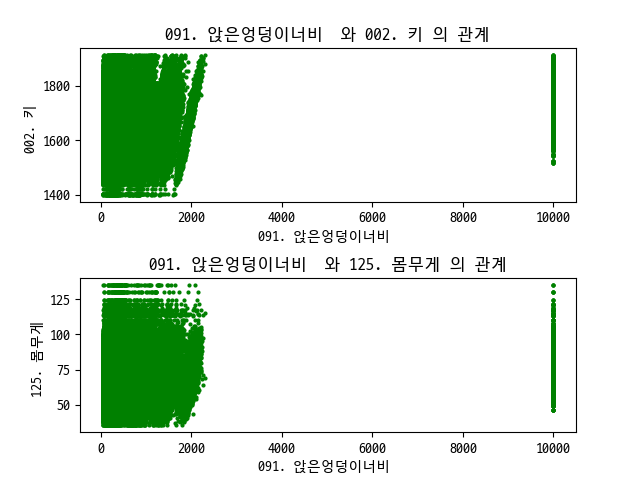 091. 앉은엉덩이너비  와 002. 키 의 관계
1800
1600
1400
002. 키
0 2000 4000 6000 8000 10000
091. 앉은엉덩이너비
091. 앉은엉덩이너비  와 125. 몸무게 의 관계
125
100
75
50
125. 몸무게
0 2000 4000 6000 8000 10000
091. 앉은엉덩이너비